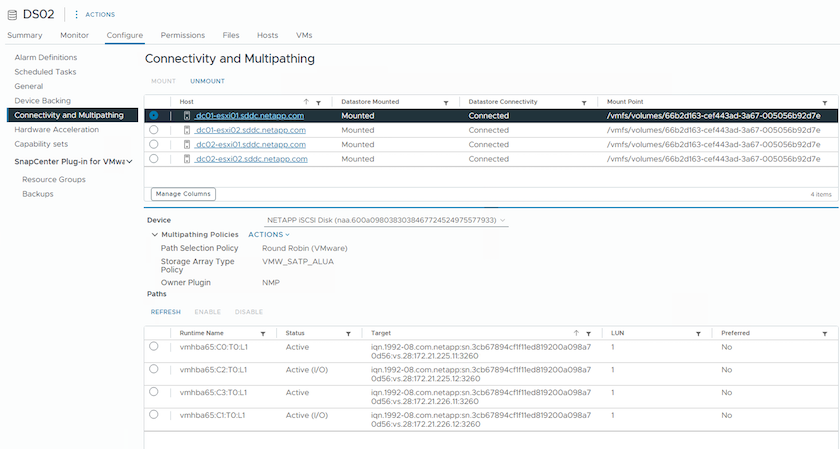 DS02 ACTIONS
Summary Monitor Configure Permissions Files Hosts VMs
Alarm Definitions
Scheduled Tasks
General
Device Backing
Connectivity and Multipathing
Hardware Acceleration
Capability sets
SnapCenter Plug-in for VMwa
Resource Groups
Backups
Connectivity and Multipathing
MOUNT UNMOUNT
Host Datastore Mounted Datastore Connectivity Mount Point
dc01-esxi01.sddc.netapp.com Mounted Connected /vmfs/volumes/66b2d163-cef443ad-3a67-005056b92d7e
dc01-esxi02.sddc.netapp.com Mounted Connected /vmfs/volumes/66b2d163-cef443ad-3a67-005056b92d7e
dc02-esxi01.sddc.netapp.com Mounted Connected /vmfs/volumes/66b2d163-cef443ad-3a67-005056b92d7e
dc02-esxi02.sddc.netapp.com Mounted Connected /vmfs/volumes/66b2d163-cef443ad-3a67-005056b92d7e
Manage Columns 4 items
Device NETAPP iSCSI Disk (naa.600a09803830384677245249755779​33)
Multipathing Policies ACTIONS
Path Selection Policy Round Robin (VMware)
Storage Array Type VMW_SATP_ALUA
Policy
Owner Plugin NMP
Paths
REFRESH ENABLE DISABLE
Runtime Name Status Target LUN Preferred
vmhba65:C0:T0:L1 Active iqn.1992-08.com.netapp:sn.3cb67894cf1f11ed819200a098a7 1 No
0d56:vs.28:172.21.225.11:3260
vmhba65:C2:T0:L1 Active (I/O) iqn.1992-08.com.netapp:sn.3cb67894cf1f11ed819200a098a7 1 No
0d56:vs.28:172.21.225.12:3260
vmhba65:C3:T0:L1 Active (I/O) iqn.1992-08.com.netapp:sn.3cb67894cf1f11ed819200a098a7 1 No
0d56:vs.28:172.21.226.11:3260
vmhba65:C1:T0:L1 Active (I/O) iqn.1992-08.com.netapp:sn.3cb67894cf1f11ed819200a098a7 1 No
0d56:vs.28:172.21.226.12:3260